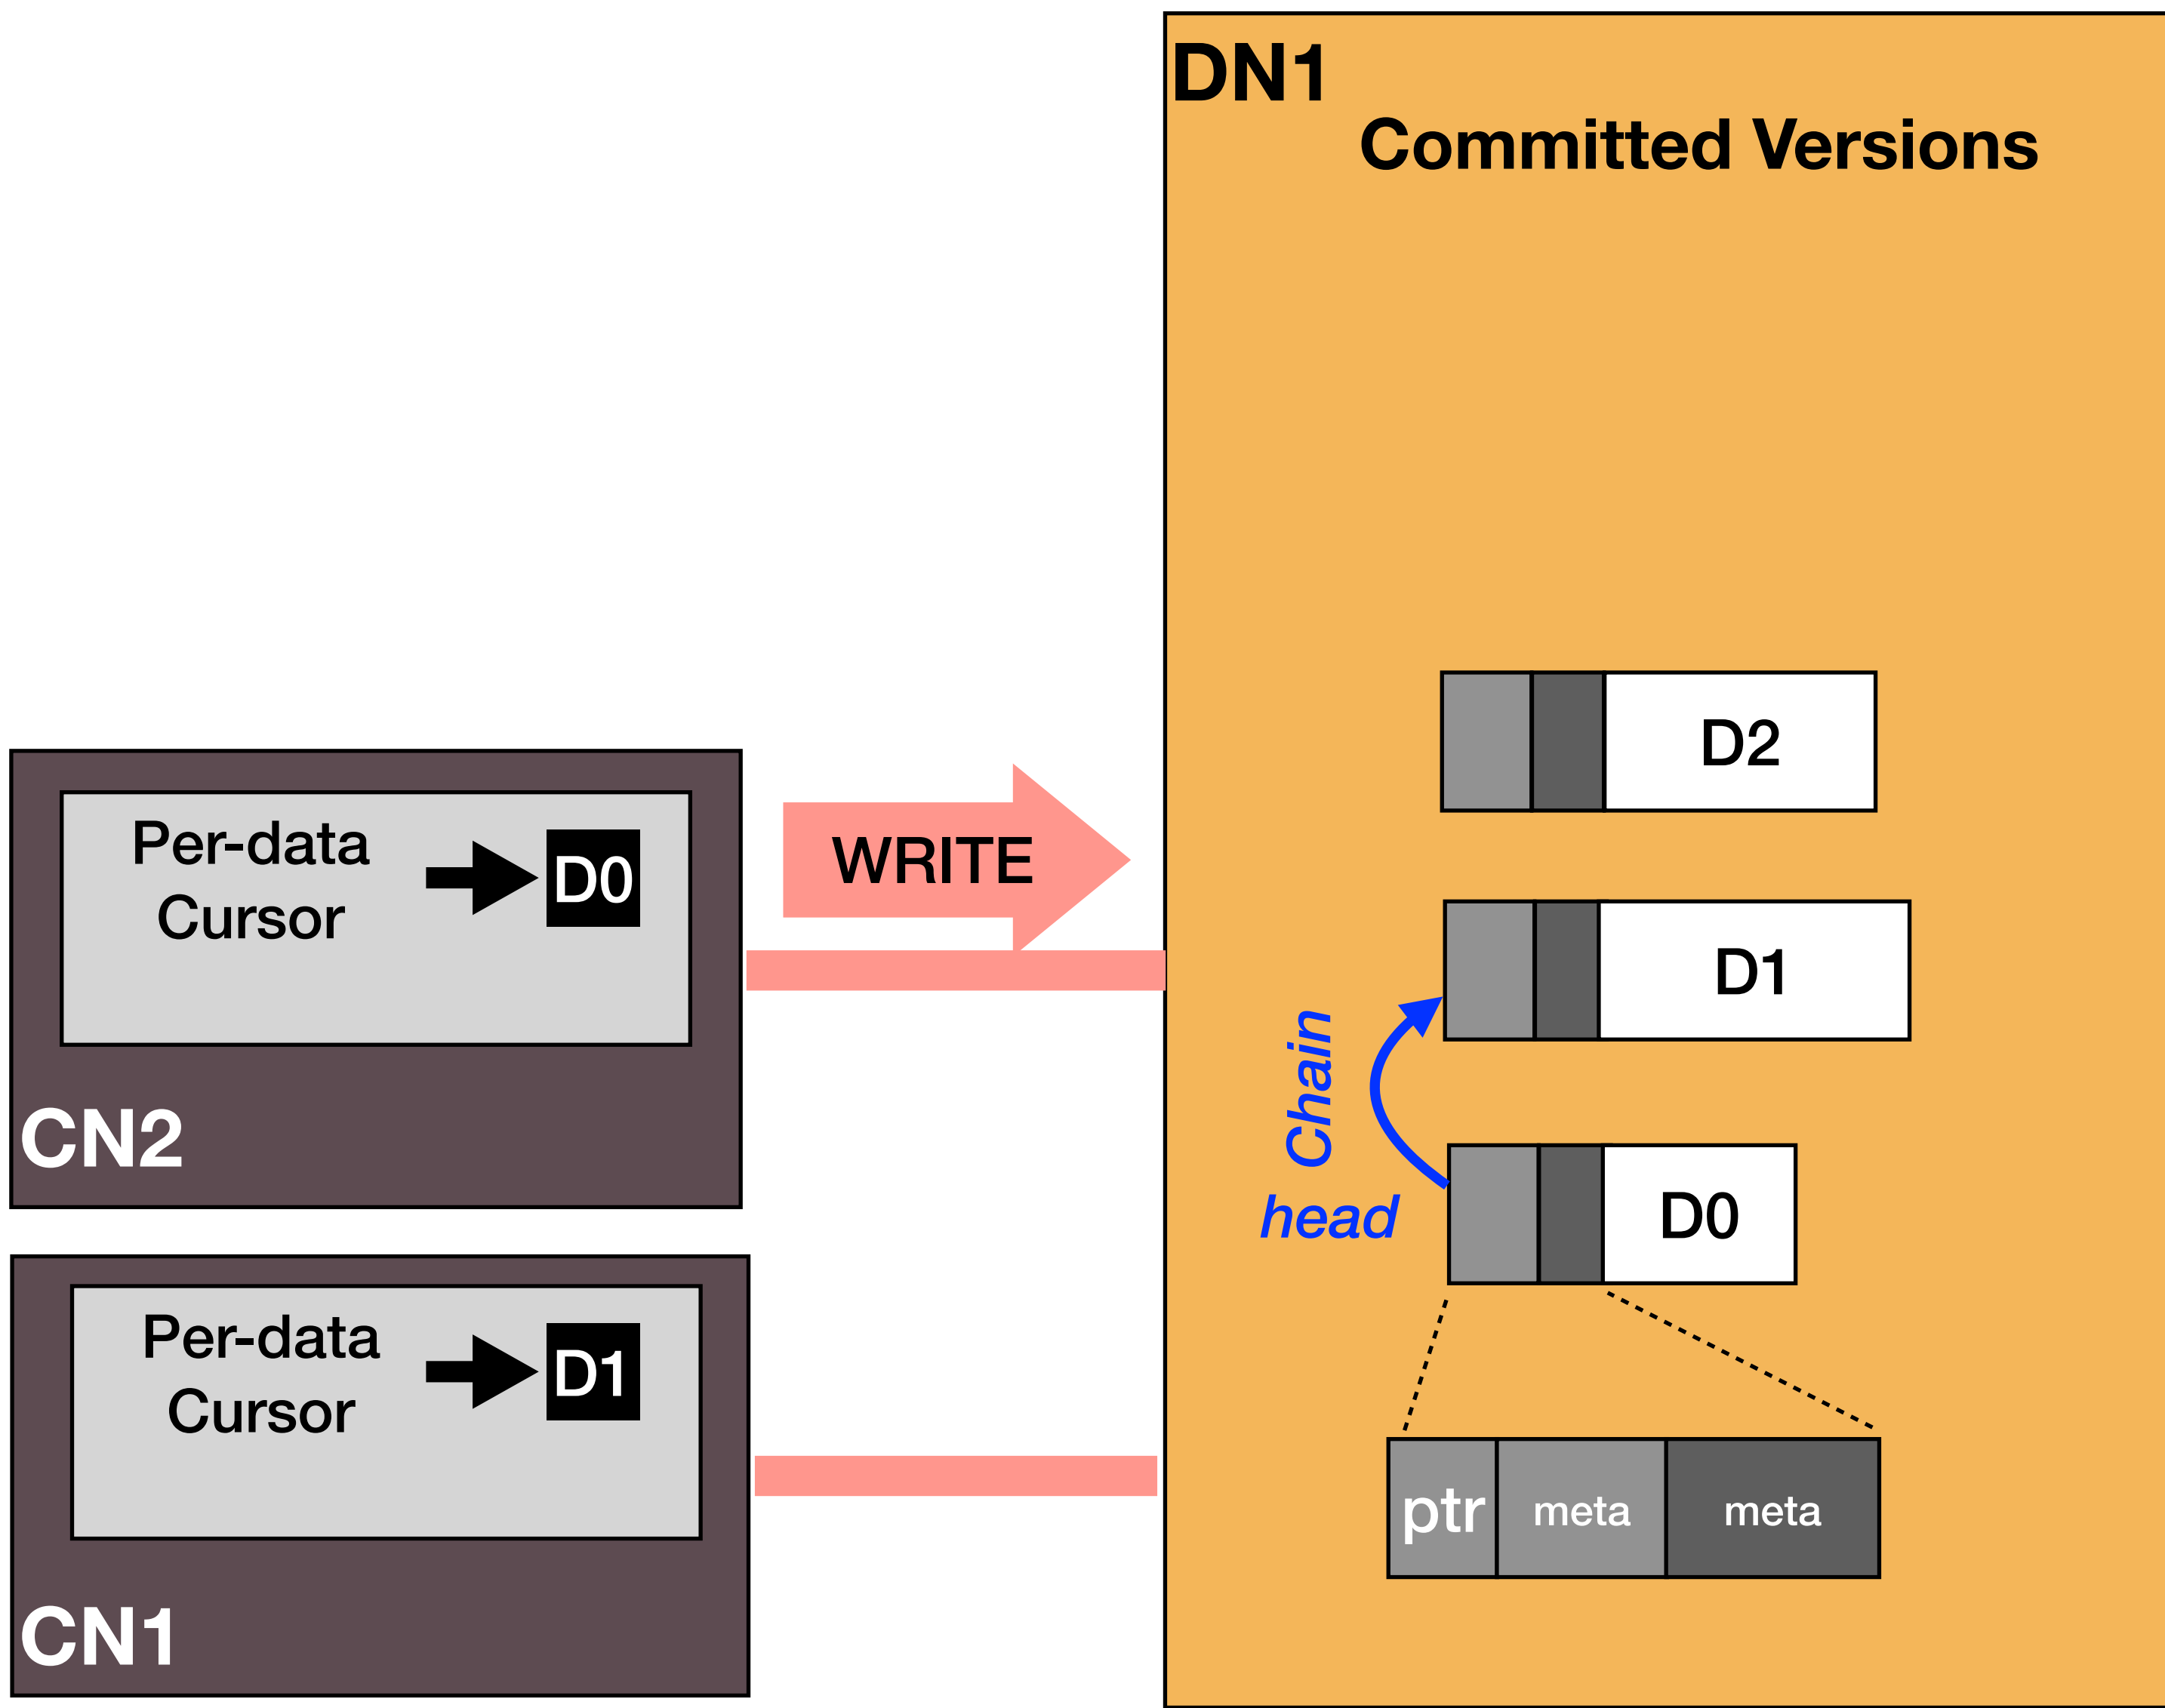 DN1
Committed Versions
D2
Per-data
Cursor
D0
WRITE
D1
Chain
CN2
head
D0
Per-data
Cursor
D1
ptr
meta
meta
CN1